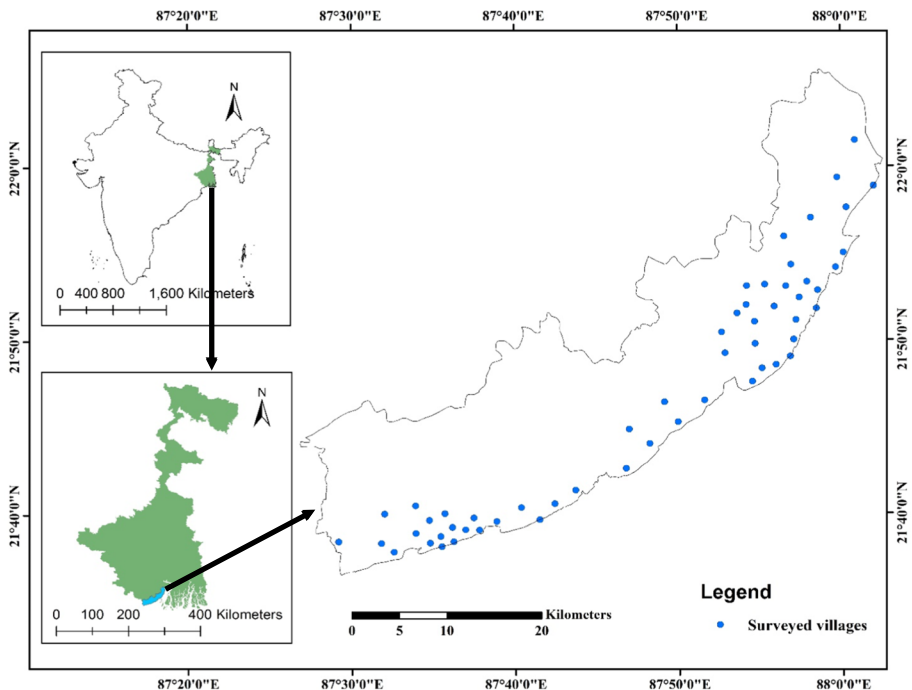 87°20'0"E 87°30'0"E 87°40'0"E 87°50'0"E 88°0'0"E
N
22°0'0"N 22°0'0"N
0 400 800 1,600 Kilometers
21°50'0"N 21°50'0"N
N
21°40'0"N 21°40'0"N
Legend
0 100 200 400 Kilometers
Kilometers
Surveyed villages
0 5 10 20
87°20'0"E 87°30'0"E 87°40'0"E 87°50'0"E 88°0'0"E